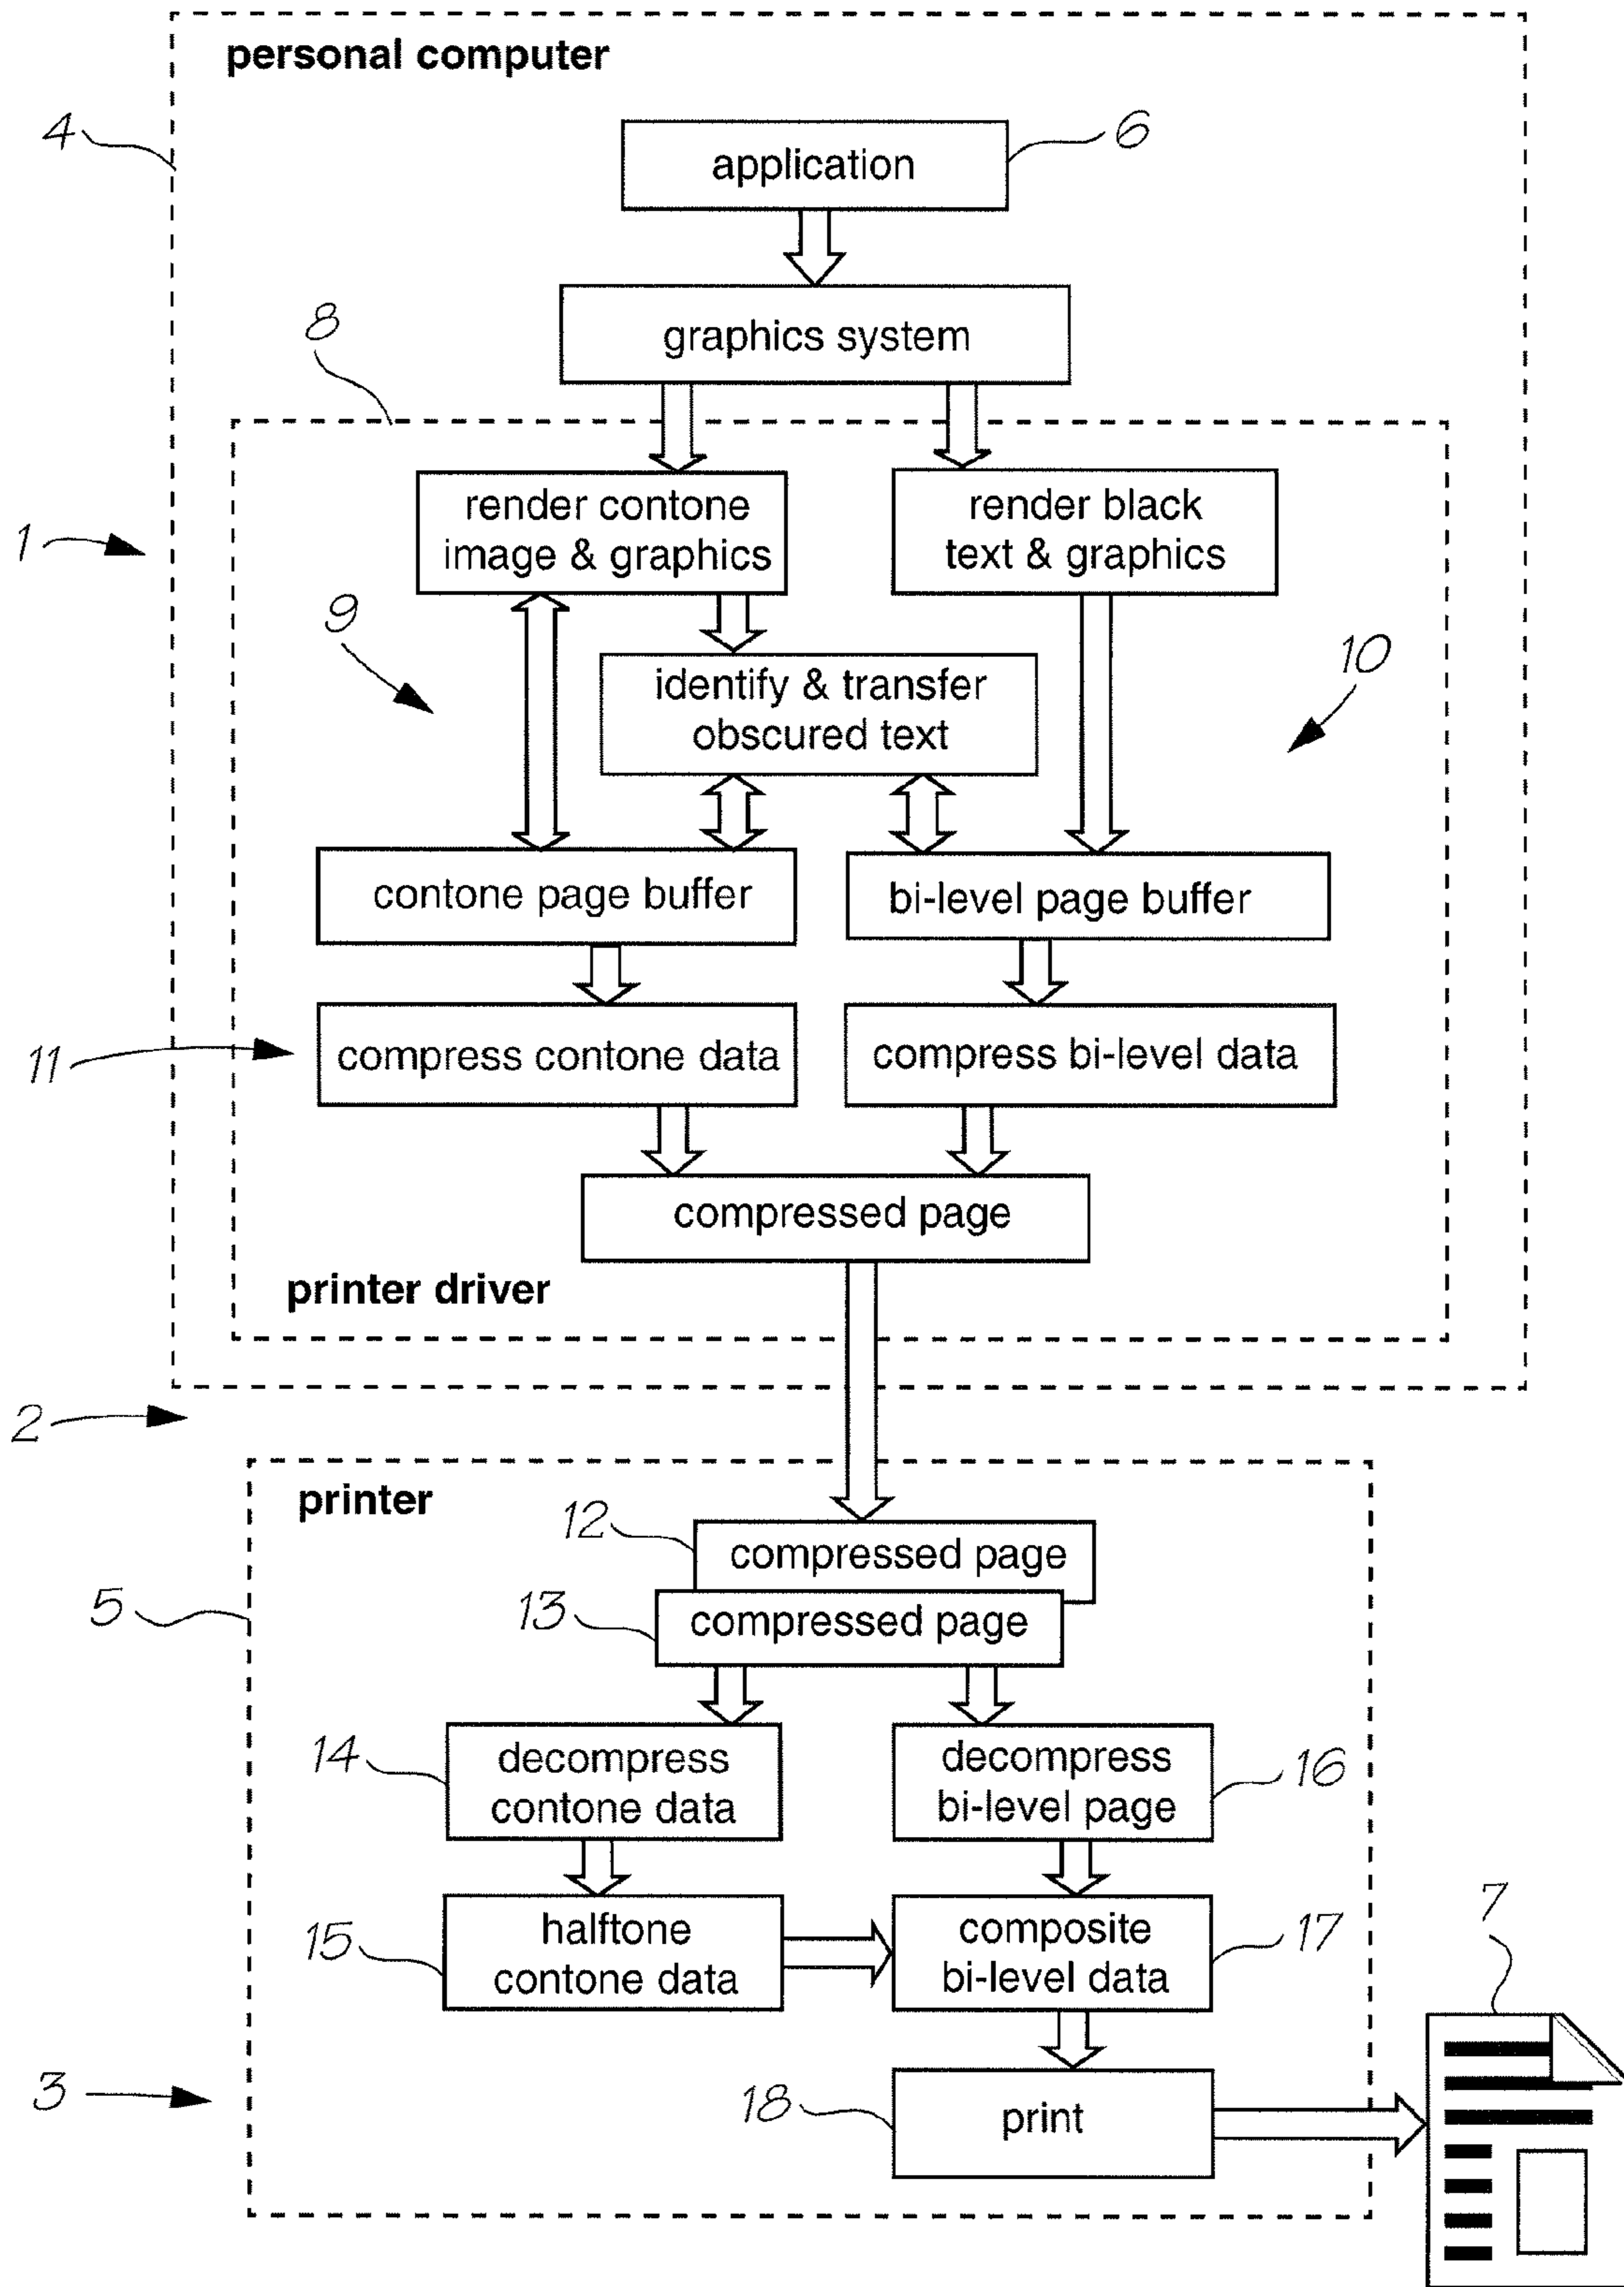 personal computer
4
application
6
graphics system
8
render contone
image & graphics
render black
text & graphics
1
9
identify & transfer
obscured text
10
contone page buffer
bi-level page buffer
11
compress contone data
compress bi-level data
compressed page
printer driver
2
printer
12
compressed page
5
13
compressed page
14
decompress
contone data
decompress
bi-level page
16
15
halftone
contone data
composite
bi-level data
17
7
3
18
print